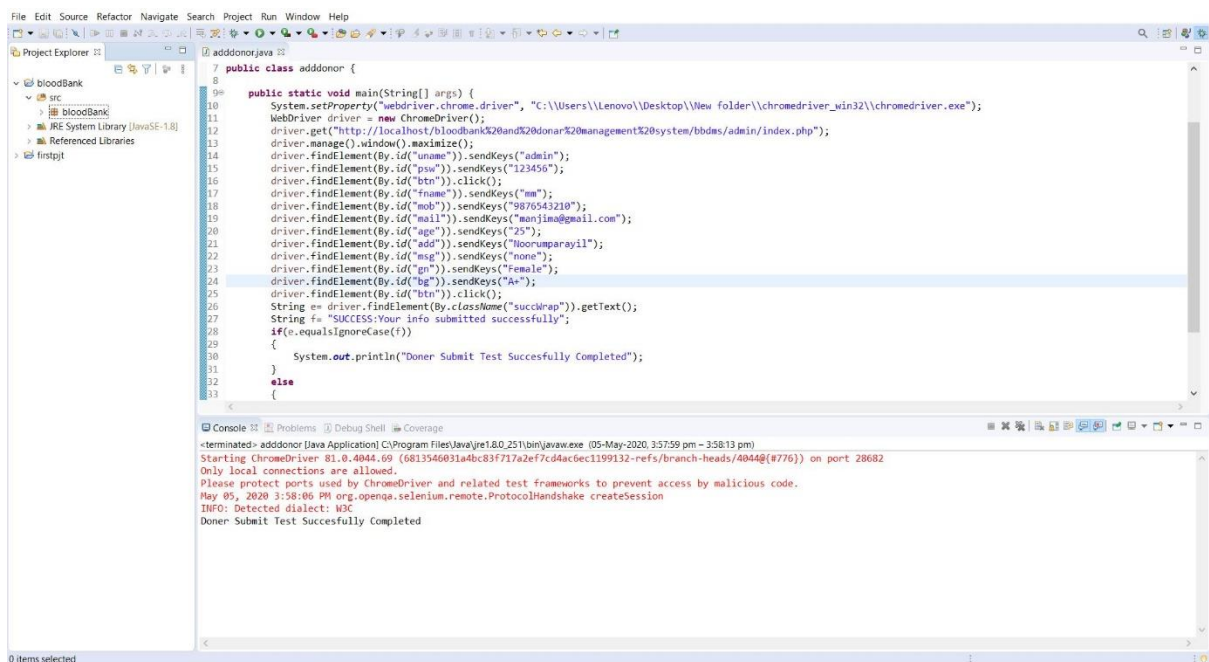 File Edit Source Refactor Navigate Search Project Run Window Help
Project Explorer
bloodBank
src
bloodBank
JRE System Library [JavaSE-1.8]
Referenced Libraries
firstpjt
adddonor.java
7 public class adddonor {
8
9 public static void main(String[] args) {
10 System.setProperty("webdriver.chrome.driver", "C:\\Users\\Lenovo\\Desktop\\New folder\\chromedriver_win32\\chromedriver.exe");
11 WebDriver driver = new ChromeDriver();
12 driver.get("http://localhost/bloodbank%20and%20donar%20management%20system/bbdms/admin/index.php");
13 driver.manage().window().maximize();
14 driver.findElement(By.id("uname")).sendKeys("admin");
15 driver.findElement(By.id("psw")).sendKeys("123456");
16 driver.findElement(By.id("btn")).click();
17 driver.findElement(By.id("fname")).sendKeys("mm");
18 driver.findElement(By.id("mob")).sendKeys("9876543210");
19 driver.findElement(By.id("mail")).sendKeys("manjima@gmail.com");
20 driver.findElement(By.id("age")).sendKeys("25");
21 driver.findElement(By.id("add")).sendKeys("Noorumparayil");
22 driver.findElement(By.id("msg")).sendKeys("none");
23 driver.findElement(By.id("gn")).sendKeys("Female");
24 driver.findElement(By.id("bg")).sendKeys("A+");
25 driver.findElement(By.id("btn")).click();
26 String e= driver.findElement(By.className("succWrap")).getText();
27 String f= "SUCCESS:Your info submitted successfully";
28 if(e.equalsIgnoreCase(f))
29 {
30 System.out.println("Doner Submit Test Succesfully Completed");
31 }
32 else
33 {
Console Problems Debug Shell Coverage
<terminated> adddonor [Java Application] C:\Program Files\Java\jre1.8.0_251\bin\javaw.exe (05-May-2020, 3:57:59 pm – 3:58:13 pm)
Starting ChromeDriver 81.0.4044.69 (6813546031a4bc83f717a2ef7cd4ac6ec1199132-refs/branch-heads/4044@{#776}) on port 28682
Only local connections are allowed.
Please protect ports used by ChromeDriver and related test frameworks to prevent access by malicious code.
May 05, 2020 3:58:06 PM org.openqa.selenium.remote.ProtocolHandshake createSession
INFO: Detected dialect: W3C
Doner Submit Test Succesfully Completed
0 items selected